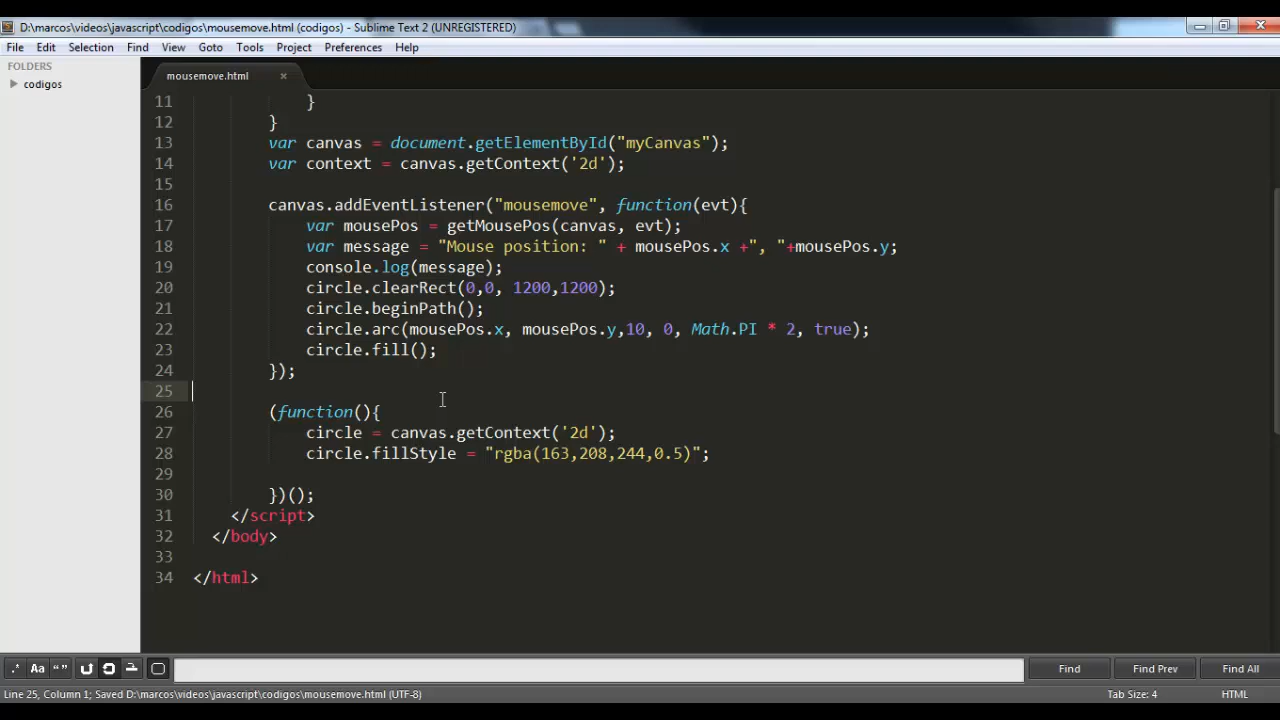 D:\marcos\videos\javascript\codigos\mousemove.html (codigos) - Sublime Text 2 (UNREGISTERED)
File Edit Selection Find View Goto Tools Project Preferences Help
FOLDERS
codigos
mousemove.html ×
11 }
12 }
13 var canvas = document.getElementById("myCanvas");
14 var context = canvas.getContext('2d');
15
16 canvas.addEventListener("mousemove", function(evt){
17 var mousePos = getMousePos(canvas, evt);
18 var message = "Mouse position: " + mousePos.x +", "+mousePos.y;
19 console.log(message);
20 circle.clearRect(0,0, 1200,1200);
21 circle.beginPath();
22 circle.arc(mousePos.x, mousePos.y,10, 0, Math.PI * 2, true);
23 circle.fill();
24 });
25
26 (function(){
27 circle = canvas.getContext('2d');
28 circle.fillStyle = "rgba(163,208,244,0.5)";
29
30 })();
31 </script>
32 </body>
33
34 </html>
.* Aa “ ” Find Find Prev Find All
Line 25, Column 1; Saved D:\marcos\videos\javascript\codigos\mousemove.html (UTF-8) Tab Size: 4 HTML